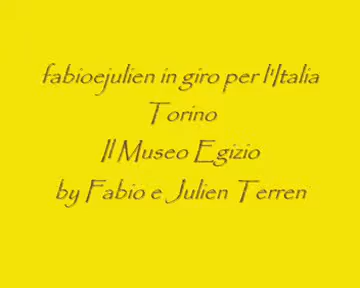 fabioejulien in giro per l'Italia
Torino
Il Museo Egizio
by Fabio e Julien Terren